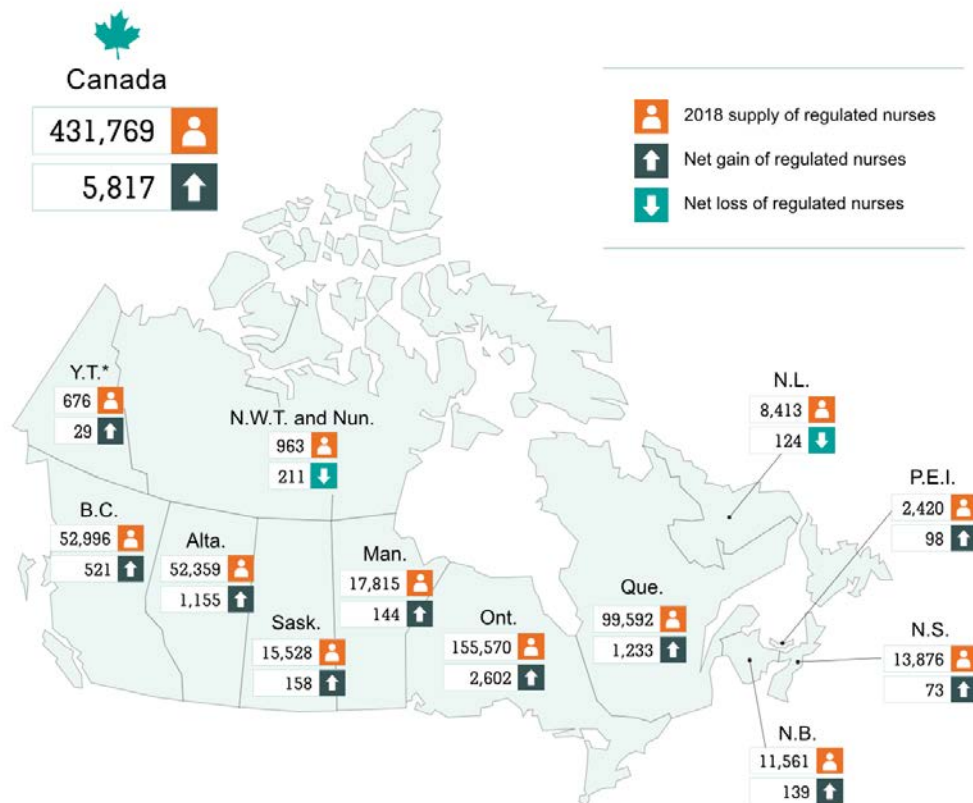 Canada
431,769
5,817
2018 supply of regulated nurses
Net gain of regulated nurses
Net loss of regulated nurses
Y.T.*
676
29
N.W.T. and Nun.
963
211
N.L.
8,413
124
P.E.I.
2,420
98
B.C.
52,996
521
Alta.
52,359
1,155
Sask.
15,528
158
Man.
17,815
144
Ont.
155,570
2,602
Que.
99,592
1,233
N.S.
13,876
73
N.B.
11,561
139